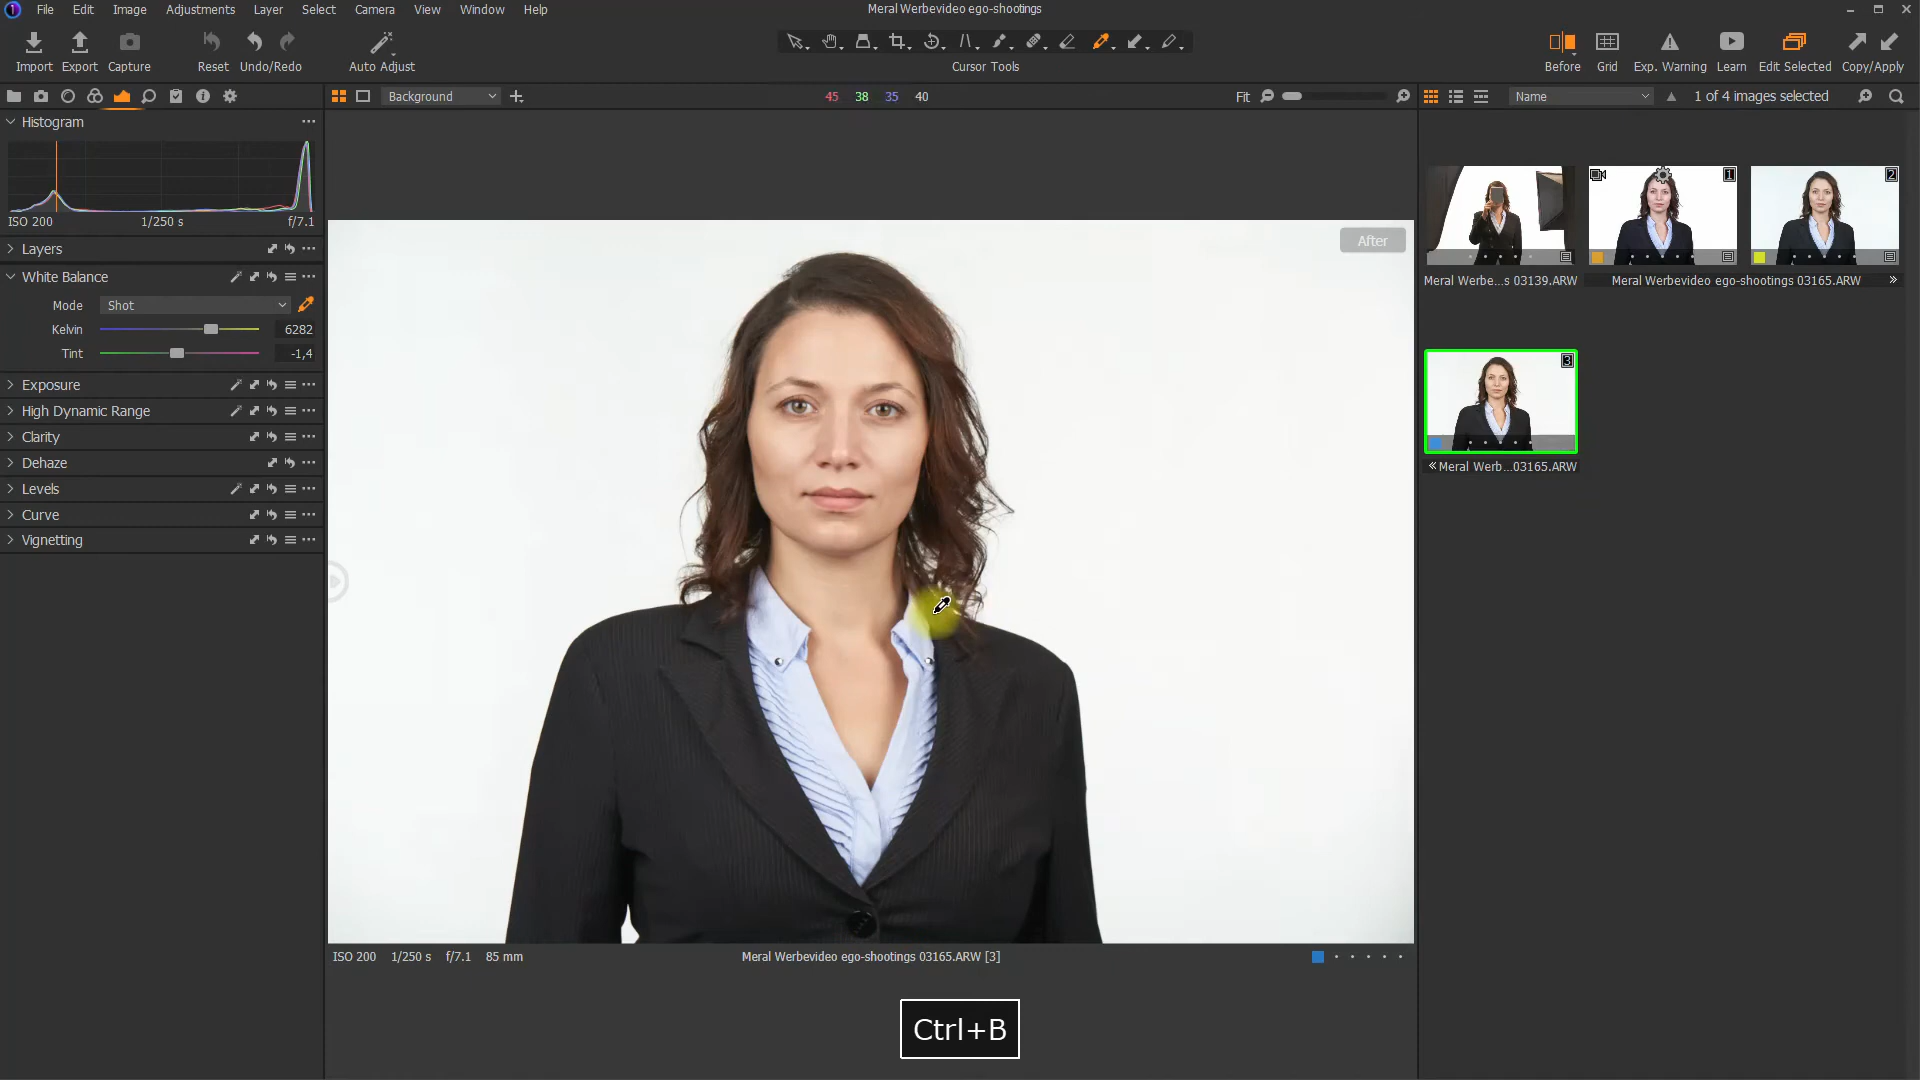 File Edit Image Adjustments Layer Select Camera View Window Help
Meral Werbevideo ego-shootings
Import Export Capture
Reset Undo/Redo
Auto Adjust
Cursor Tools
Before Grid Exp. Warning Learn Edit Selected Copy/Apply
Background
45 38 35 40
Fit
Name
1 of 4 images selected
Histogram
ISO 200 1/250 s f/7.1
Layers
White Balance
Mode Shot
Kelvin 6282
Tint -1,4
Exposure
High Dynamic Range
Clarity
Dehaze
Levels
Curve
Vignetting
After
1
2
Meral Werbe...s 03139.ARW
Meral Werbevideo ego-shootings 03165.ARW
3
Meral Werb...03165.ARW
ISO 200 1/250 s f/7.1 85 mm
Meral Werbevideo ego-shootings 03165.ARW [3]
Ctrl+B